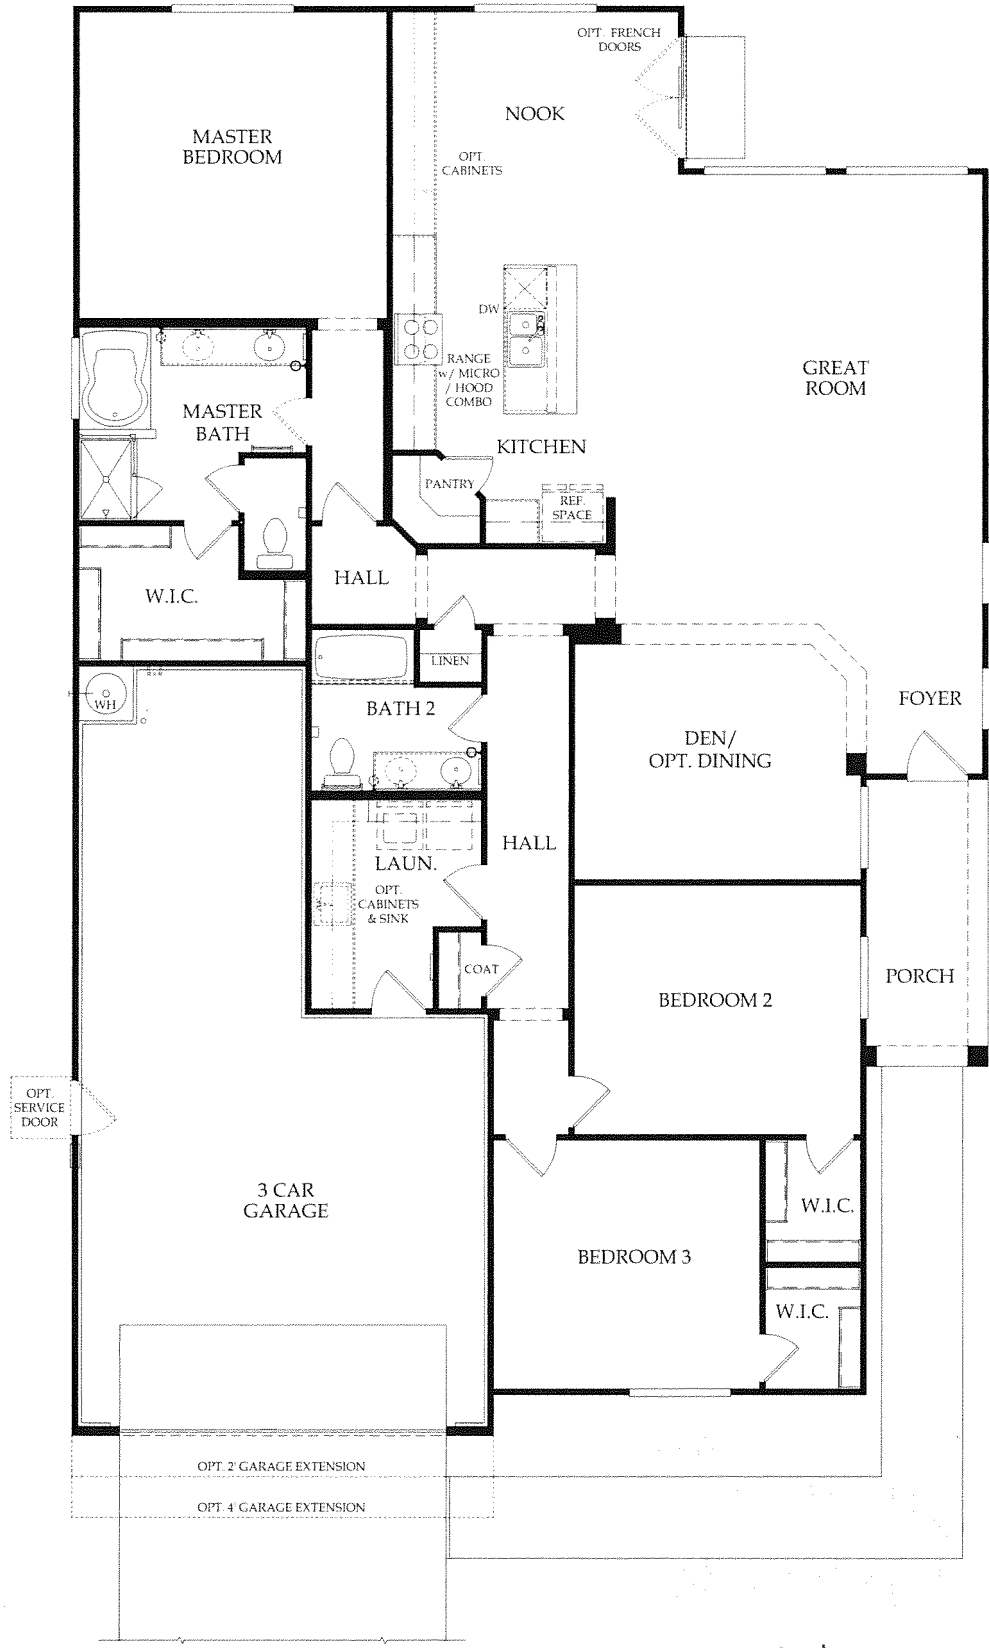 OPT. FRENCH
DOORS
NOOK
MASTER
BEDROOM
OPT.
CABINETS
DW
RANGE
w/ MICRO
/ HOOD
COMBO
GREAT
ROOM
MASTER
BATH
KITCHEN
PANTRY
REF.
SPACE
HALL
W.I.C.
LINEN
WH
BATH 2
FOYER
DEN/
OPT. DINING
HALL
LAUN.
OPT.
CABINETS
& SINK
COAT
PORCH
BEDROOM 2
OPT.
SERVICE
DOOR
3 CAR
GARAGE
W.I.C.
BEDROOM 3
W.I.C.
OPT. 2' GARAGE EXTENSION
OPT. 4' GARAGE EXTENSION